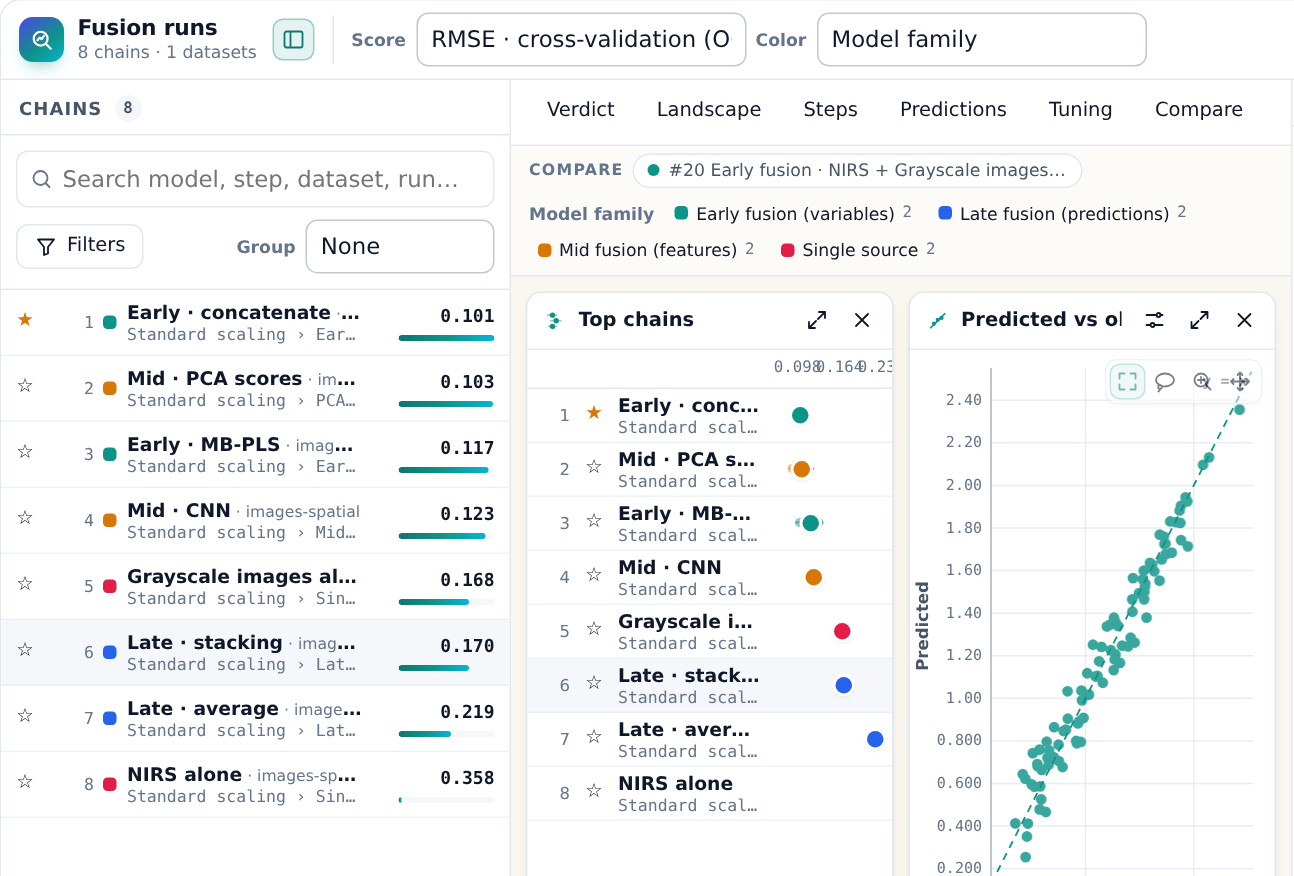 Fusion runs
8 chains · 1 datasets
Score
RMSE · cross-validation (O
Color
Model family
CHAINS 8
Search model, step, dataset, run…
Filters
Group
None
★ 1 Early · concatenate ·… 0.101
Standard scaling › Ear…
☆ 2 Mid · PCA scores · im… 0.103
Standard scaling › PCA…
☆ 3 Early · MB-PLS · imag… 0.117
Standard scaling › Ear…
☆ 4 Mid · CNN · images-spatial 0.123
Standard scaling › Mid…
☆ 5 Grayscale images al… 0.168
Standard scaling › Sin…
☆ 6 Late · stacking · imag… 0.170
Standard scaling › Lat…
☆ 7 Late · average · image… 0.219
Standard scaling › Lat…
☆ 8 NIRS alone · images-sp… 0.358
Standard scaling › Sin…
Verdict Landscape Steps Predictions Tuning Compare
COMPARE #20 Early fusion · NIRS + Grayscale images…
Model family Early fusion (variables) 2 Late fusion (predictions) 2
Mid fusion (features) 2 Single source 2
Top chains
0.098 0.164 0.23
1 ★ Early · conc…
Standard scal…
2 ☆ Mid · PCA s…
Standard scal…
3 ☆ Early · MB-…
Standard scal…
4 ☆ Mid · CNN
Standard scal…
5 ☆ Grayscale i…
Standard scal…
6 ☆ Late · stack…
Standard scal…
7 ☆ Late · aver…
Standard scal…
8 ☆ NIRS alone
Standard scal…
Predicted vs ol
Predicted
2.40
2.20
2.00
1.80
1.60
1.40
1.20
1.00
0.800
0.600
0.400
0.200